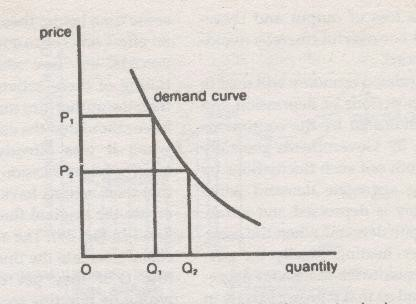 price
demand curve
P₁
P₂
O Q₁ Q₂ quantity